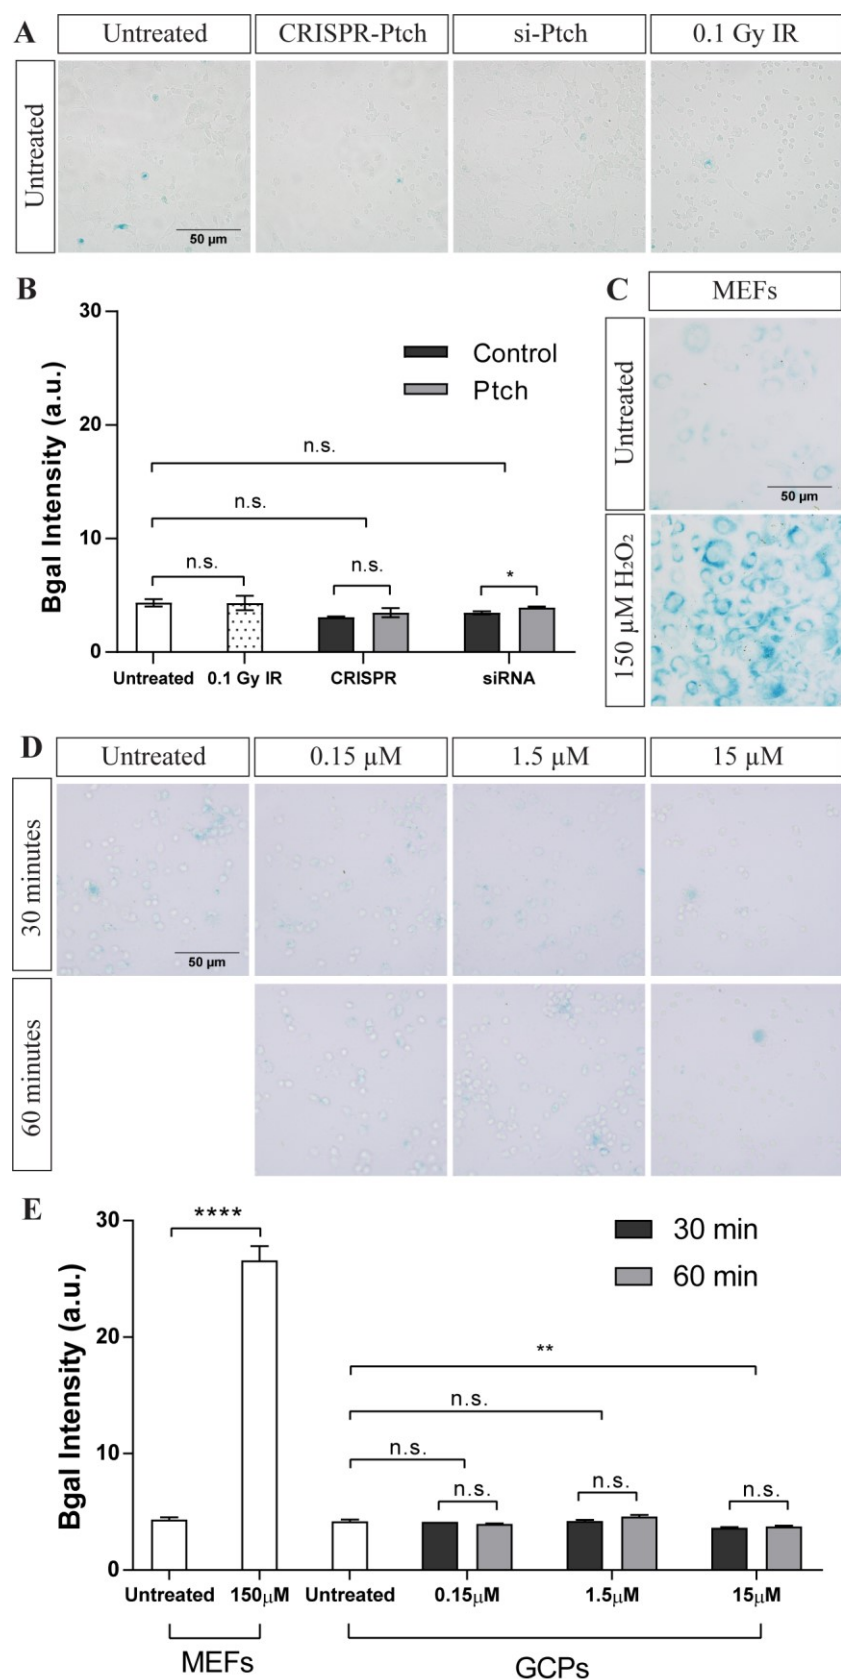 A
Untreated CRISPR-Ptch si-Ptch 0.1 Gy IR
Untreated
50 µm
B
30
20
10
0
Bgal Intensity (a.u.)
Control
Ptch
n.s.
n.s.
n.s.
n.s.
*
Untreated 0.1 Gy IR CRISPR siRNA
C
MEFs
Untreated
50 µm
150 µM H₂O₂
D
Untreated 0.15 µM 1.5 µM 15 µM
30 minutes
50 µm
60 minutes
E
30
20
10
0
Bgal Intensity (a.u.)
30 min
60 min
****
**
n.s.
n.s.
n.s.
n.s.
n.s.
Untreated 150µM Untreated 0.15µM 1.5µM 15µM
MEFs GCPs